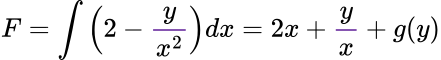 F = ∫ (2 − y/x²) dx = 2x + y/x + g(y)